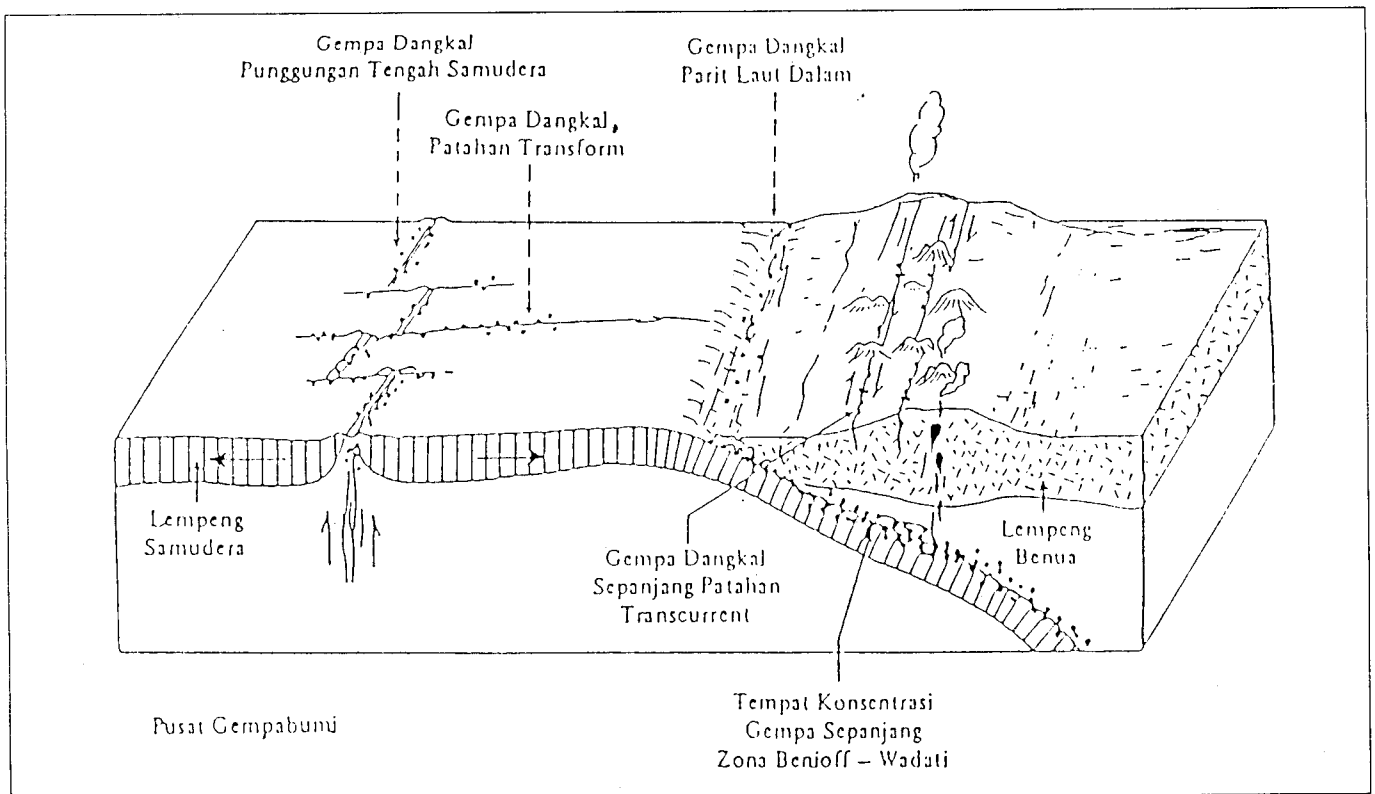 Gempa Dangkal
Punggungan Tengah Samudera
Gempa Dangkal
Parit Laut Dalam
Gempa Dangkal,
Patahan Transform
Lempeng
Samudera
Gempa Dangkal
Sepanjang Patahan
Transcurrent
Lempeng
Benua
Tempat Konsentrasi
Gempa Sepanjang
Zona Benioff – Wadati
Pusat Gempabumi